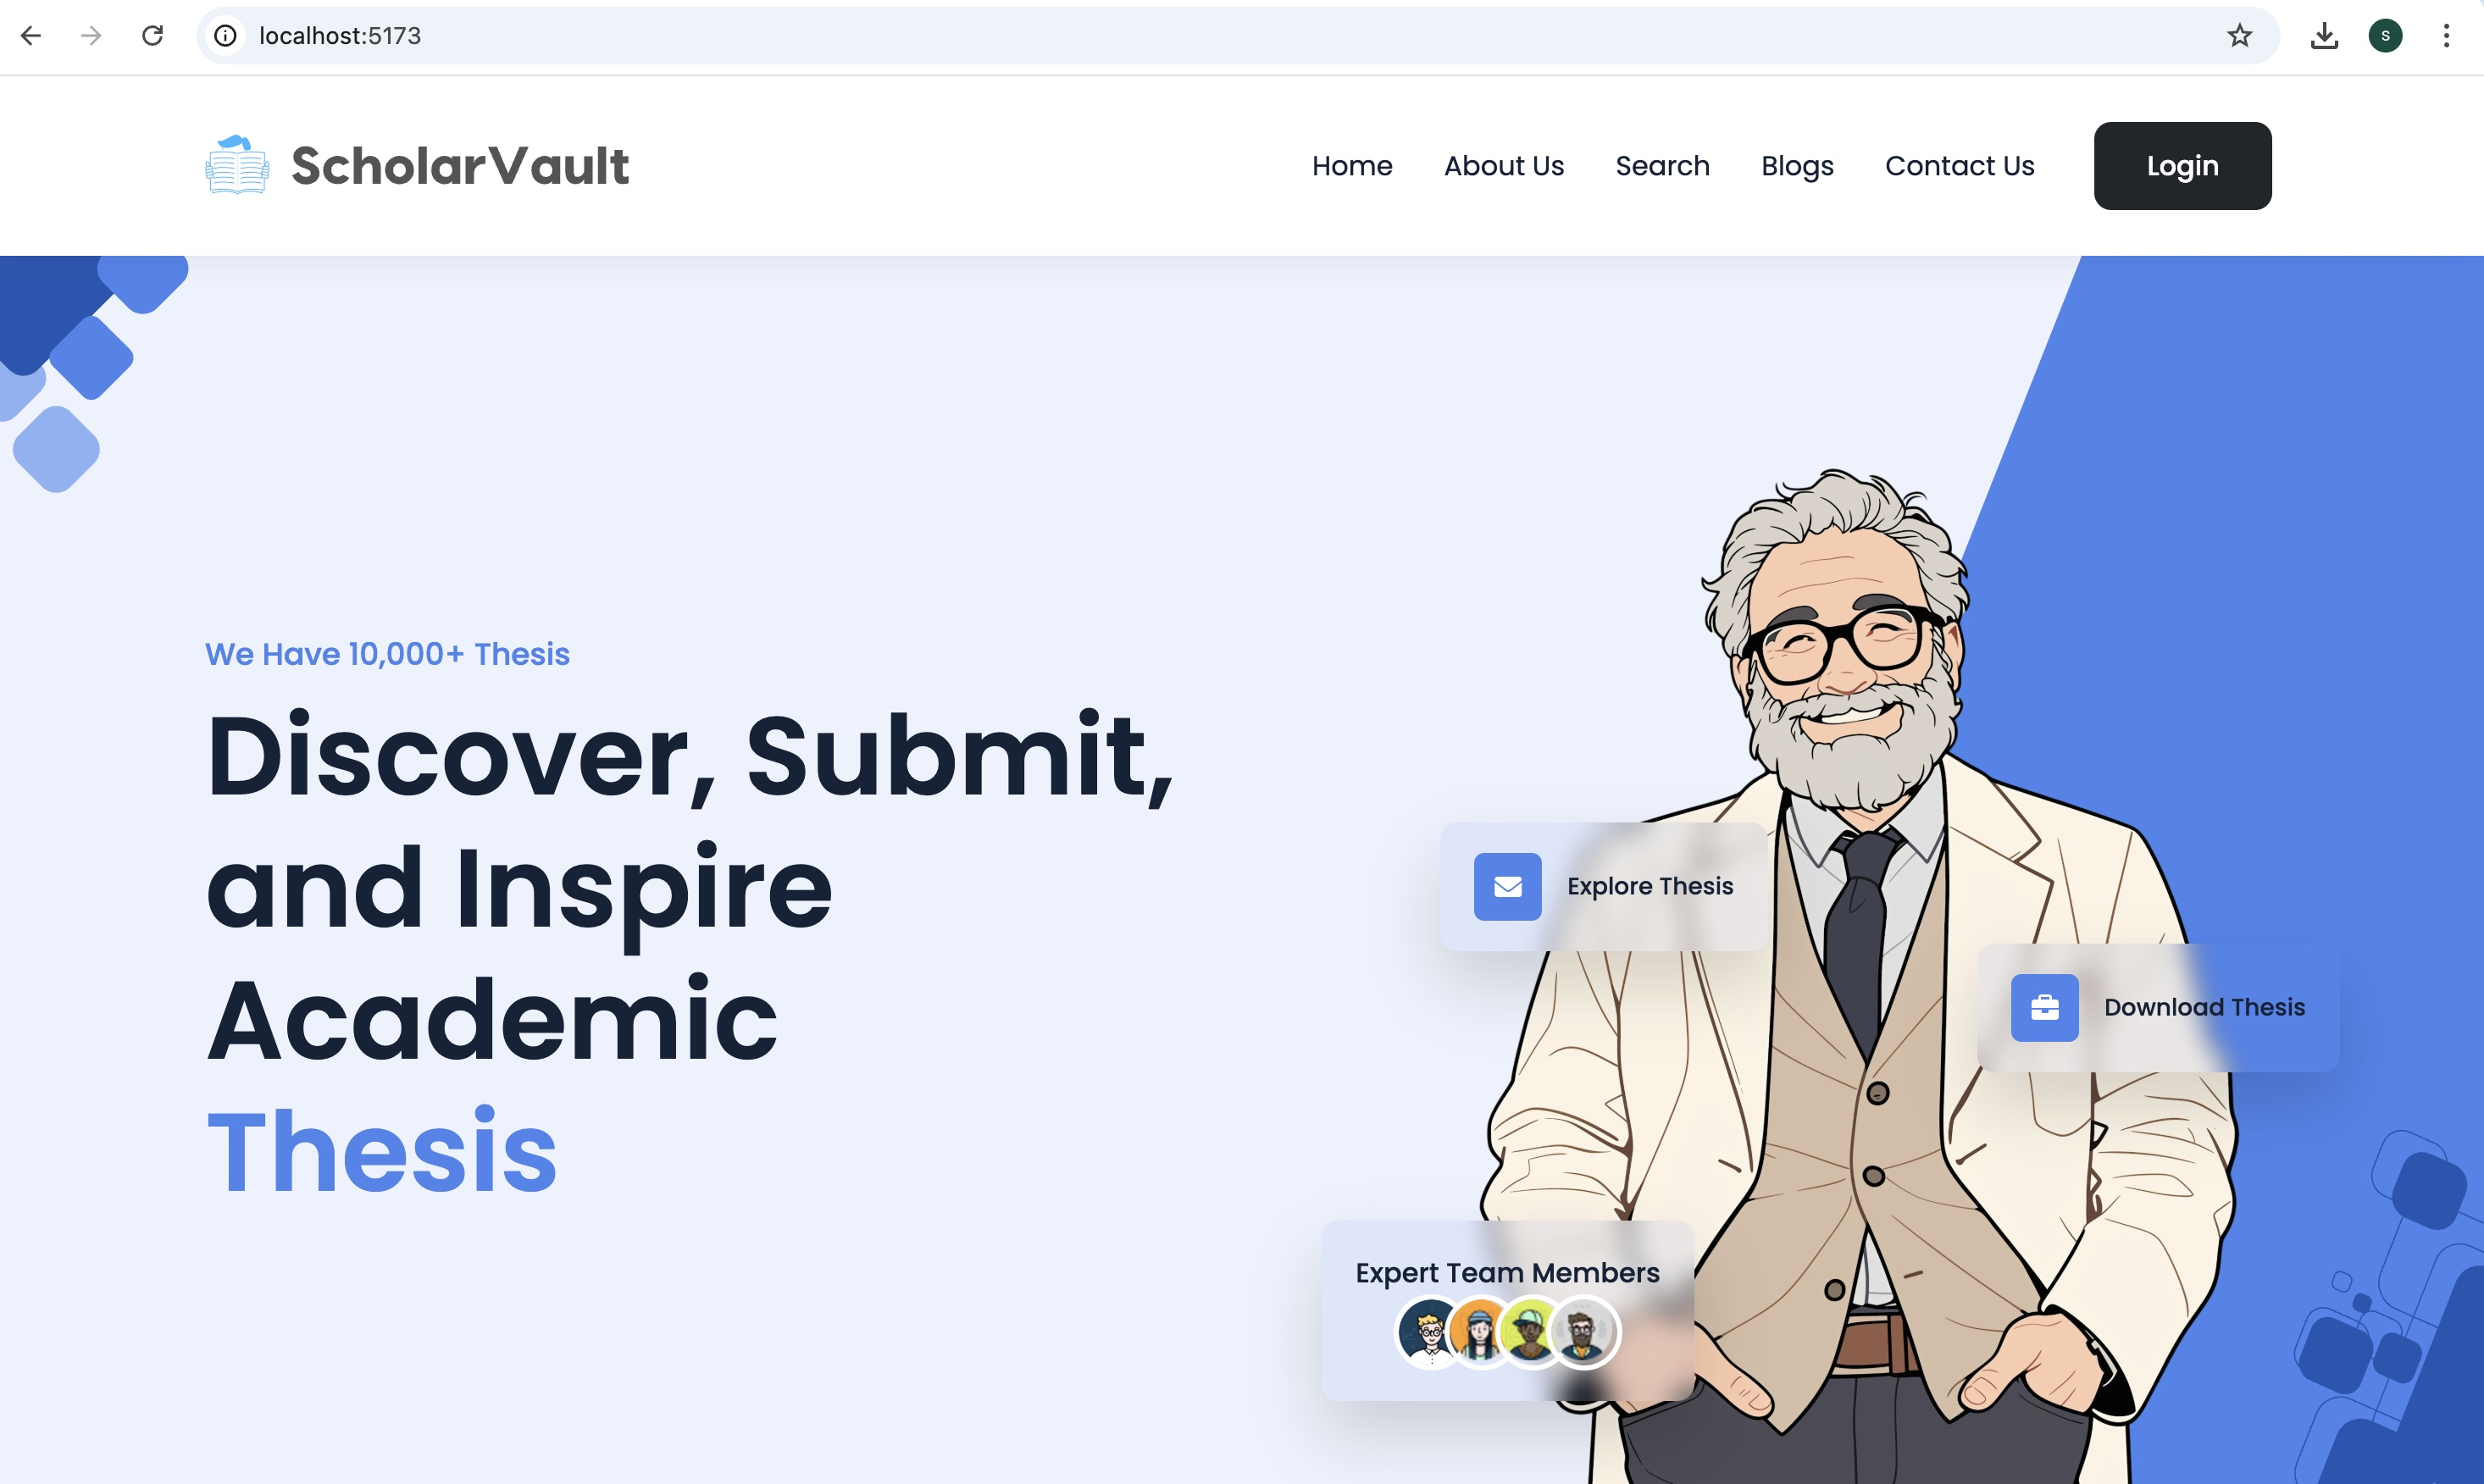 localhost:5173
S
ScholarVault
Home
About Us
Search
Blogs
Contact Us
Login
We Have 10,000+ Thesis
Discover, Submit,
and Inspire
Academic
Thesis
Explore Thesis
Download Thesis
Expert Team Members